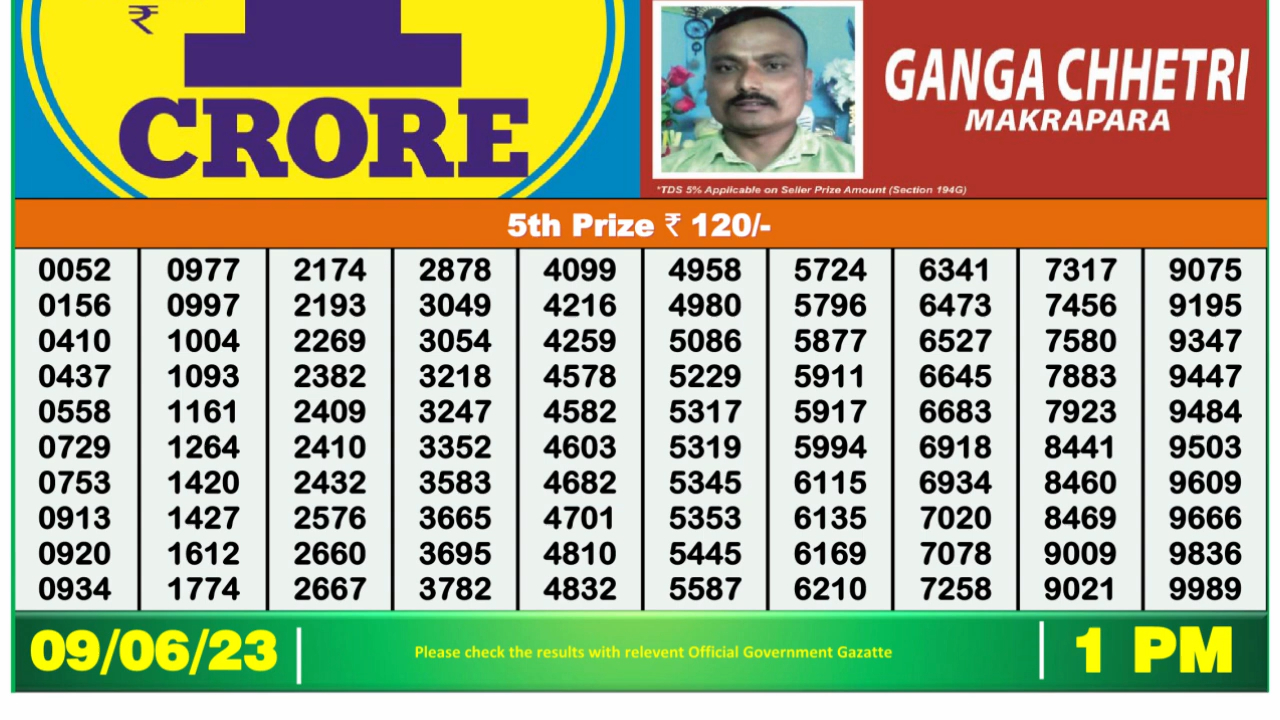 ₹
1
CRORE
GANGA CHHETRI
MAKRAPARA
*TDS 5% Applicable on Seller Prize Amount (Section 194G)
5th Prize ₹ 120/-
0052 0977 2174 2878 4099 4958 5724 6341 7317 9075
0156 0997 2193 3049 4216 4980 5796 6473 7456 9195
0410 1004 2269 3054 4259 5086 5877 6527 7580 9347
0437 1093 2382 3218 4578 5229 5911 6645 7883 9447
0558 1161 2409 3247 4582 5317 5917 6683 7923 9484
0729 1264 2410 3352 4603 5319 5994 6918 8441 9503
0753 1420 2432 3583 4682 5345 6115 6934 8460 9609
0913 1427 2576 3665 4701 5353 6135 7020 8469 9666
0920 1612 2660 3695 4810 5445 6169 7078 9009 9836
0934 1774 2667 3782 4832 5587 6210 7258 9021 9989
09/06/23 Please check the results with relevent Official Government Gazatte 1 PM